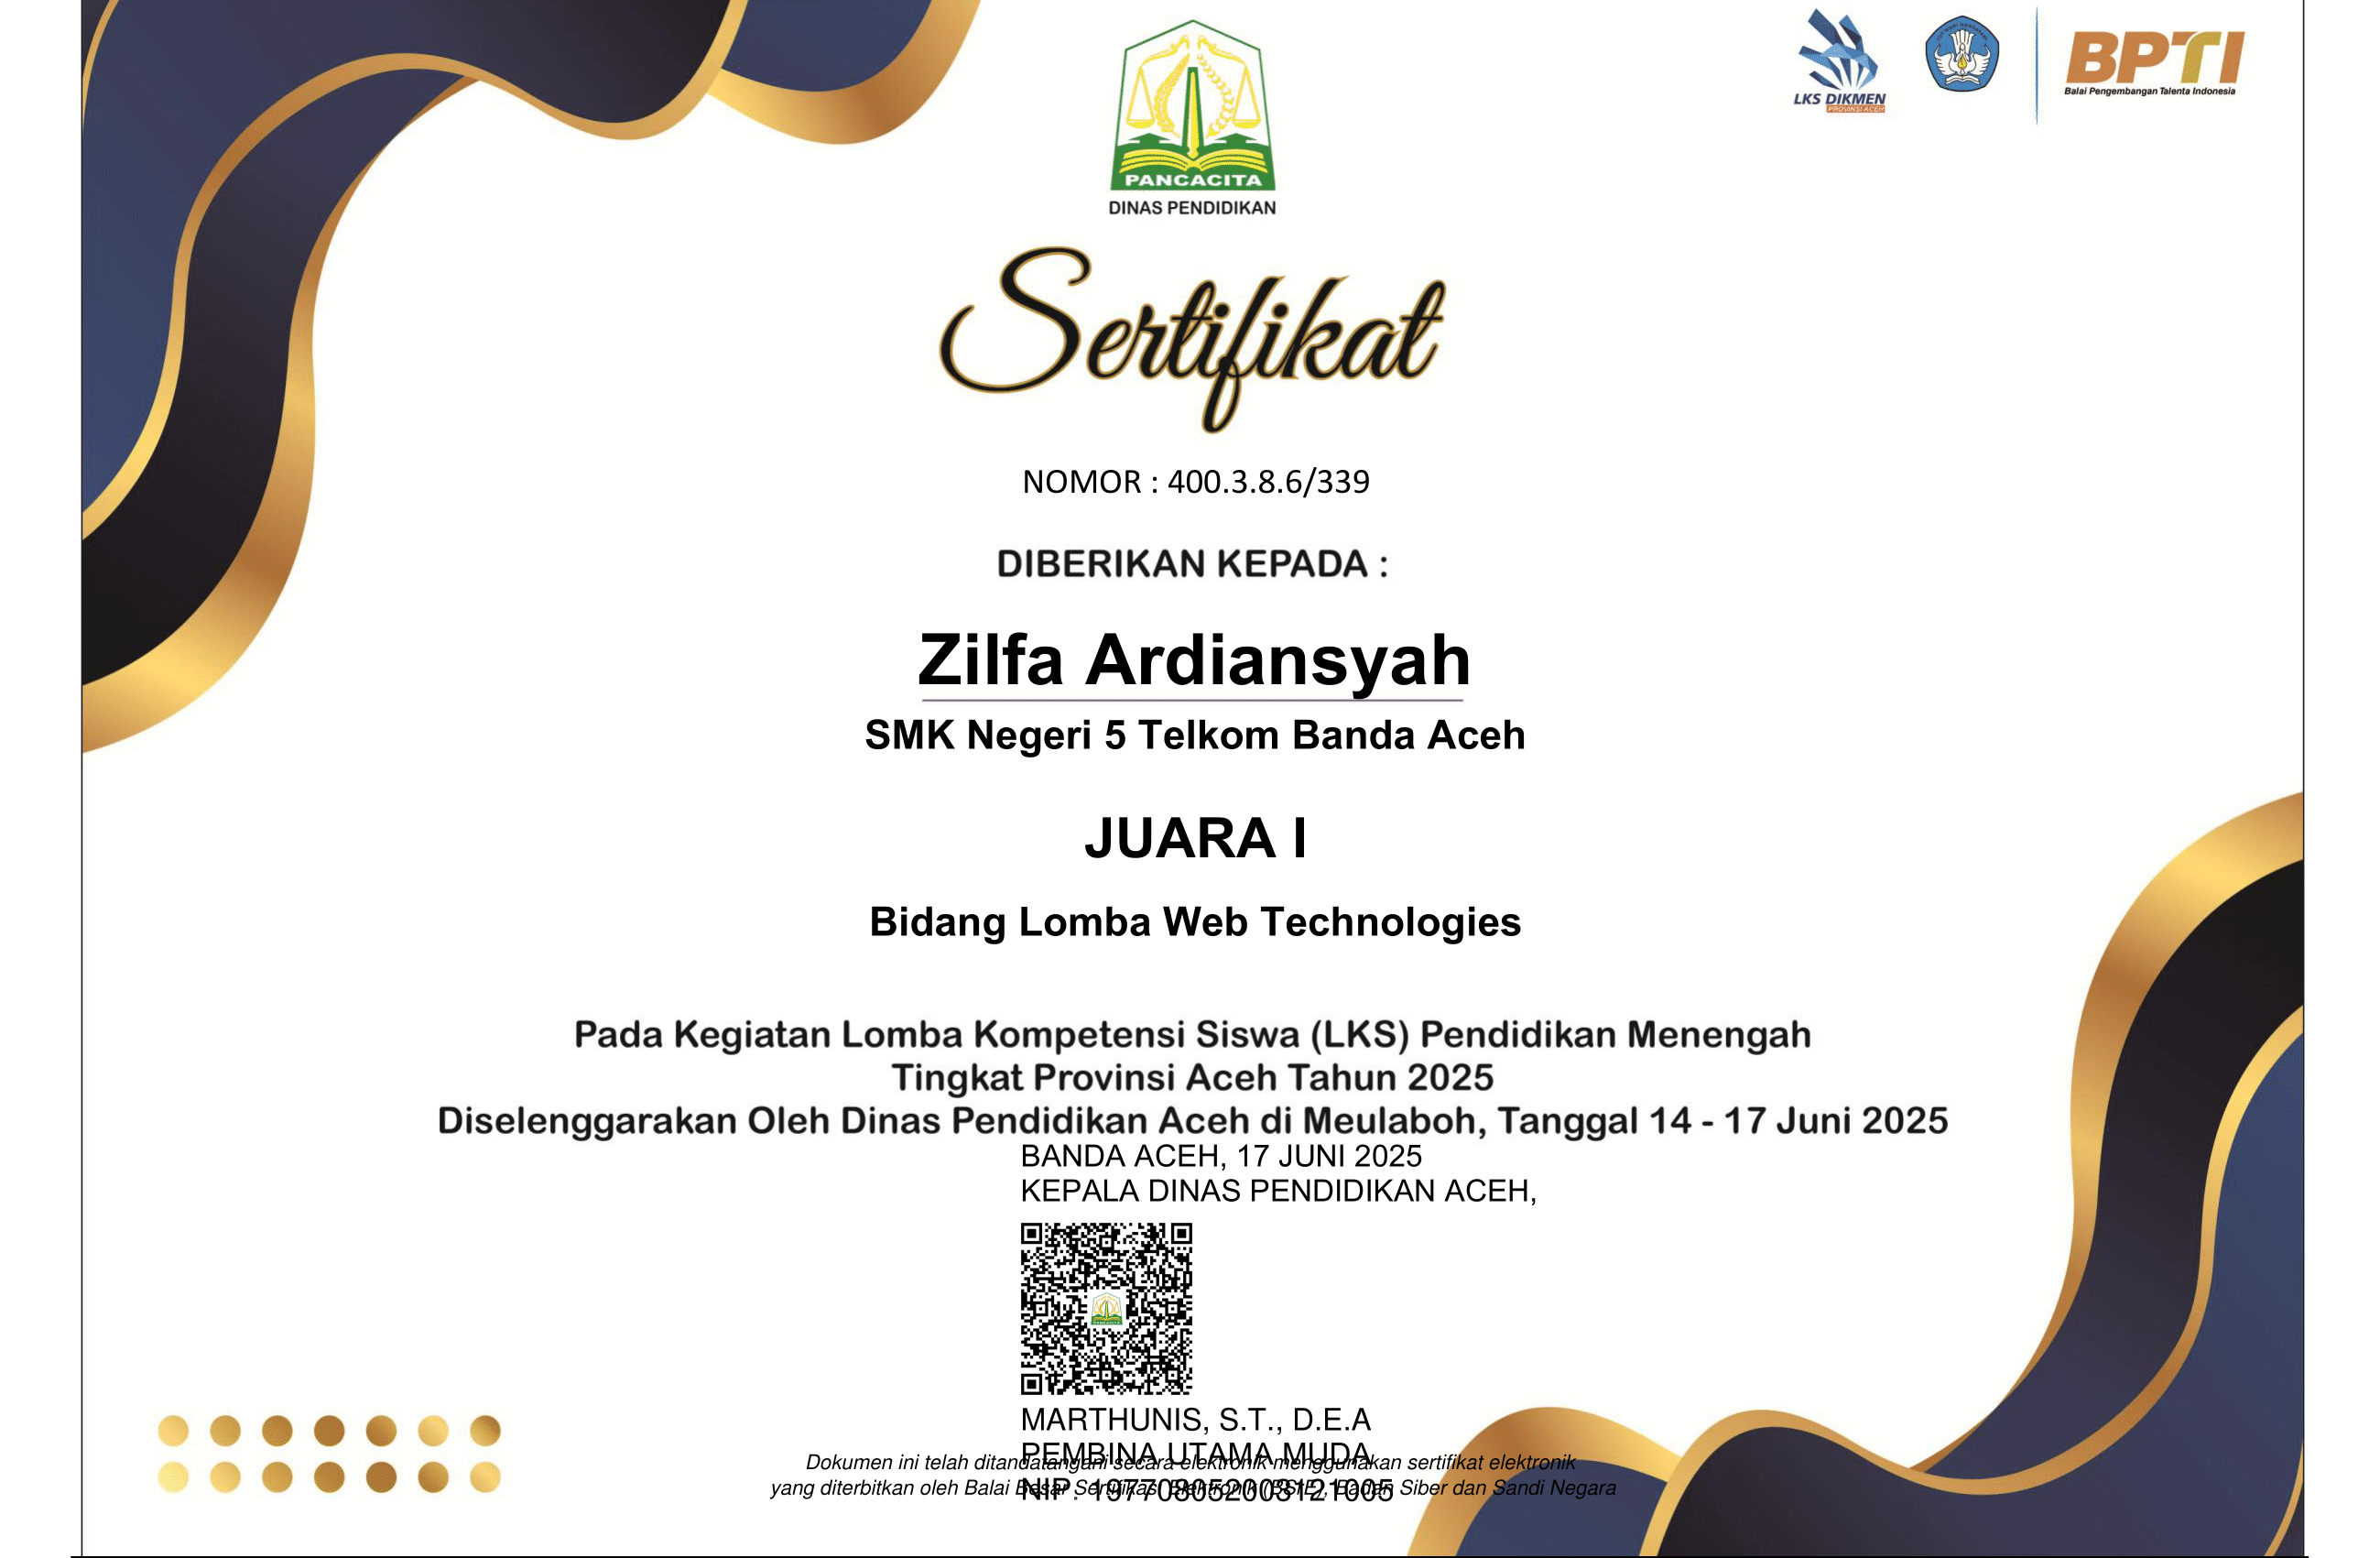 PANCACITA
DINAS PENDIDIKAN
LKS DIKMEN
PROVINSI ACEH
BPTI
Balai Pengembangan Talenta Indonesia
Sertifikat
NOMOR : 400.3.8.6/339
DIBERIKAN KEPADA :
Zilfa Ardiansyah
SMK Negeri 5 Telkom Banda Aceh
JUARA I
Bidang Lomba Web Technologies
Pada Kegiatan Lomba Kompetensi Siswa (LKS) Pendidikan Menengah
Tingkat Provinsi Aceh Tahun 2025
Diselenggarakan Oleh Dinas Pendidikan Aceh di Meulaboh, Tanggal 14 - 17 Juni 2025
BANDA ACEH, 17 JUNI 2025
KEPALA DINAS PENDIDIKAN ACEH,
MARTHUNIS, S.T., D.E.A
PEMBINA UTAMA MUDA
Dokumen ini telah ditandatangani secara elektronik menggunakan sertifikat elektronik
NIP.
yang diterbitkan oleh Balai Besar Sertifikasi Elektronik (BSrE), Badan Siber dan Sandi Negara